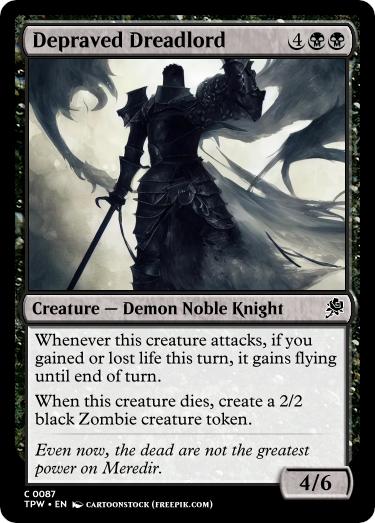 Depraved Dreadlord 4
Creature — Demon Noble Knight
Whenever this creature attacks, if you
gained or lost life this turn, it gains flying
until end of turn.
When this creature dies, create a 2/2
black Zombie creature token.
Even now, the dead are not the greatest
power on Meredir.
4/6
C 0087
TPW • EN CARTOONSTOCK (FREEPIK.COM)